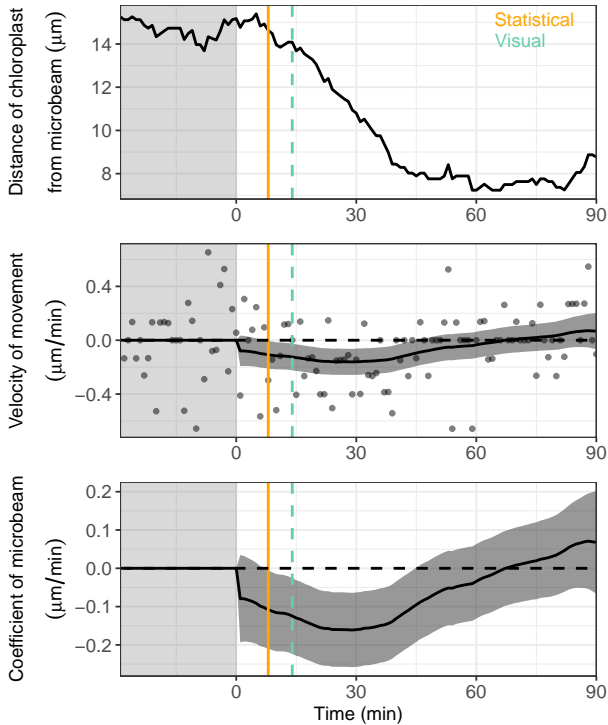 Distance of chloroplast
from microbeam (μm)
Statistical
Visual
14
12
10
8
0
30
60
90
Velocity of movement
(μm/min)
0.4
0.0
−0.4
0
30
60
90
Coefficient of microbeam
(μm/min)
0.2
0.1
0.0
−0.1
−0.2
0
30
60
90
Time (min)